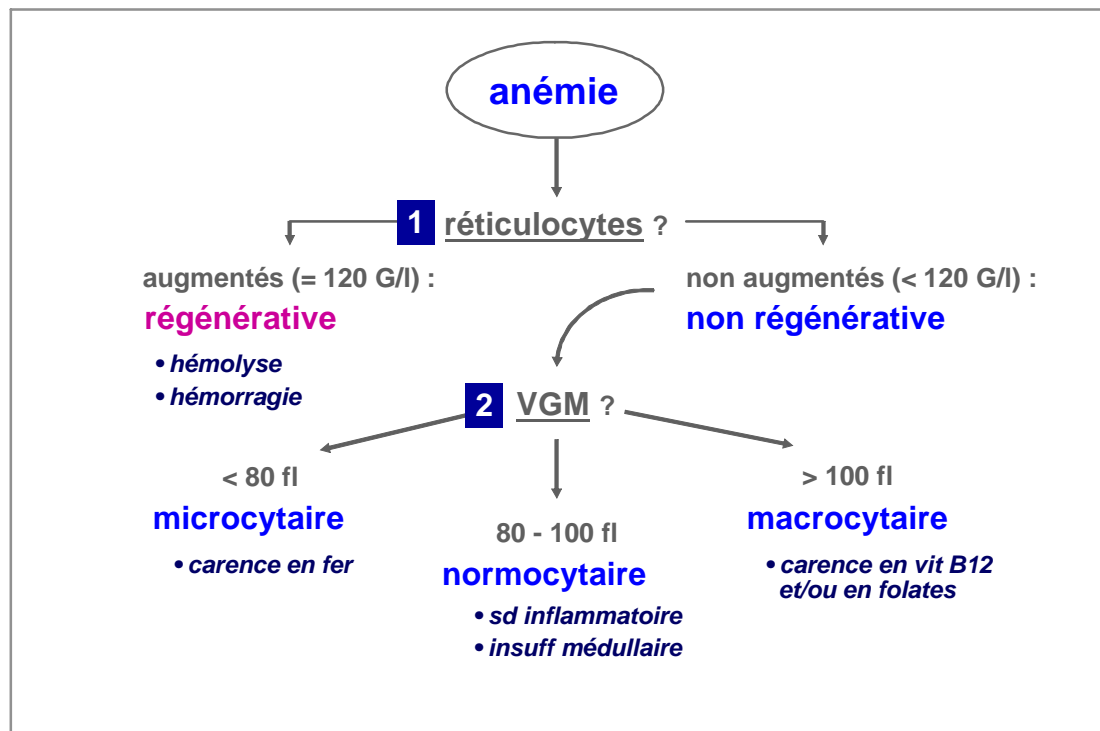 anémie
1 réticulocytes ?
augmentés (= 120 G/l) :
régénérative
• hémolyse
• hémorragie
non augmentés (< 120 G/l) :
non régénérative
2 VGM ?
< 80 fl
microcytaire
• carence en fer
80 - 100 fl
normocytaire
• sd inflammatoire
• insuff médullaire
> 100 fl
macrocytaire
• carence en vit B12
et/ou en folates